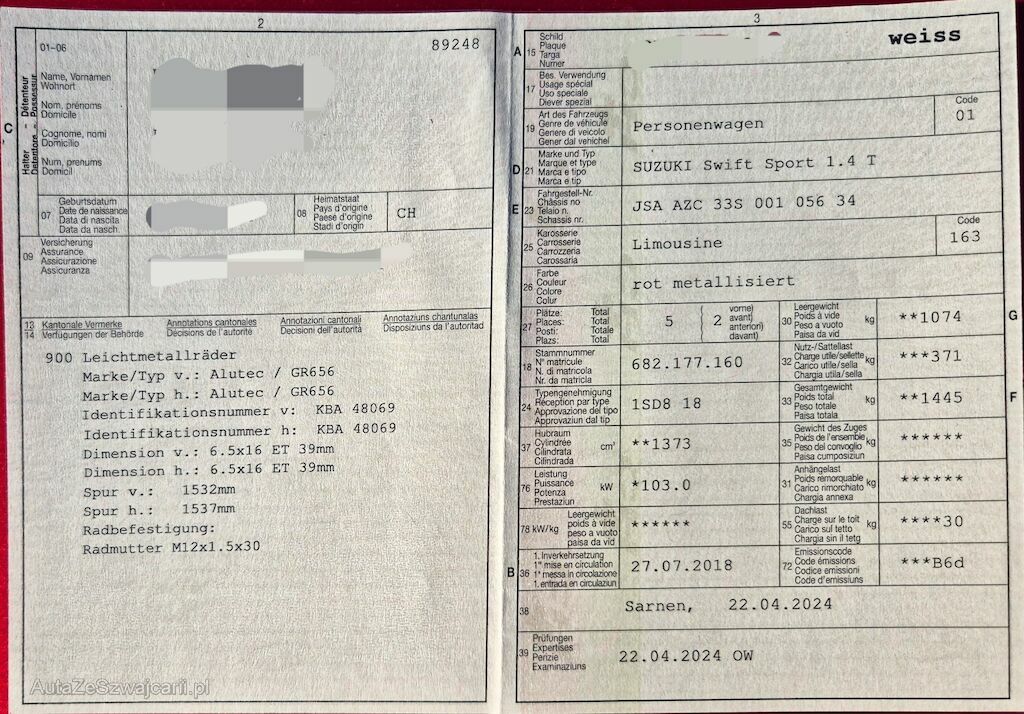 2
89248
01-06
Name, Vornamen
Wohnort
Nom, prénoms
Domicile
Cognome, nomi
Domicilio
Num, prenums
Domicil
C
Halter - Détenteur
Detentore - Possessur
07
Geburtsdatum
Date de naissance
Data di nascita
Data da nasch.
08
Heimatstaat
Pays d'origine
Paese d'origine
Stadi d'origin
CH
09
Versicherung
Assurance
Assicurazione
Assicuranza
13
14
Kantonale Vermerke
Verfügungen der Behörde
Annotations cantonales
Décisions de l'autorité
Annotazioni cantonali
Decisioni dell'autorità
Annotaziuns chantunalas
Disposiziuns da l'autoritad
900 Leichtmetallräder
Marke/Typ v.: Alutec / GR656
Marke/Typ h.: Alutec / GR656
Identifikationsnummer v: KBA 48069
Identifikationsnummer h: KBA 48069
Dimension v.: 6.5x16 ET 39mm
Dimension h.: 6.5x16 ET 39mm
Spur v.: 1532mm
Spur h.: 1537mm
Radbefestigung:
Radmutter M12x1.5x30
AutaZeSzwajcarii.pl
3
A 15
Schild
Plaque
Targa
Numer
weiss
17
Bes. Verwendung
Usage spécial
Uso speciale
Diever spezial
19
Art des Fahrzeugs
Genre de véhicule
Genere di veicolo
Gener dal vehichel
Personenwagen
Code
01
D 21
Marke und Typ
Marque et type
Marca e tipo
Marca e tip
SUZUKI Swift Sport 1.4 T
E 23
Fahrgestell-Nr.
Châssis no
Telaio n.
Schassis nr.
JSA AZC 33S 001 056 34
25
Karosserie
Carrosserie
Carrozzeria
Carossaria
Limousine
Code
163
26
Farbe
Couleur
Colore
Colur
rot metallisiert
27
Plätze: Total
Places: Total
Posti: Totale
Plazs: Total
5
2
vorne)
avant)
anteriori)
davant)
30
Leergewicht
Poids à vide
Peso a vuoto
Paisa da vid
kg
**1074
G
18
Stammnummer
N° matricule
N. di matricola
Nr. da matricla
682.177.160
32
Nutz-/Sattellast
Charge utile/sellette
Carico utile/sella
Chargia utila/sella
kg
***371
24
Typengenehmigung
Réception par type
Approvazione del tipo
Approvaziun dal tip
1SD8 18
33
Gesamtgewicht
Poids total
Peso totale
Paisa totala
kg
**1445
F
37
Hubraum
Cylindrée
Cilindrata
Cilindrada
cm³
**1373
35
Gewicht des Zuges
Poids de l'ensemble
Peso del convoglio
Paisa cumposiziun
kg
******
76
Leistung
Puissance
Potenza
Prestaziun
kW
*103.0
31
Anhängelast
Poids remorquable
Carico rimorchiato
Chargia annexa
kg
******
78 kW/kg
Leergewicht
poids à vide
peso a vuoto
paisa da vid
******
55
Dachlast
Charge sur le toit
Carico sul tetto
Chargia sin il tetg
kg
****30
B 36
1. Inverkehrsetzung
1re mise en circulation
1a messa in circolazione
1. entrada en circulaziun
27.07.2018
72
Emissionscode
Code émissions
Codice emissioni
Code d'emissiuns
***B6d
38
Sarnen, 22.04.2024
39
Prüfungen
Expertises
Perizie
Examinaziuns
22.04.2024 OW